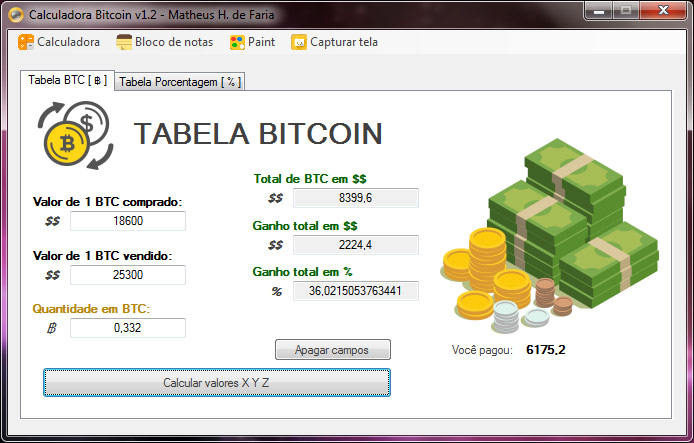 Calculadora Bitcoin v1.2 - Matheus H. de Faria
Calculadora Bloco de notas Paint Capturar tela
Tabela BTC [ ฿ ] Tabela Porcentagem [ % ]
TABELA BITCOIN
Valor de 1 BTC comprado:
$$ 18600
Valor de 1 BTC vendido:
$$ 25300
Quantidade em BTC:
฿ 0,332
Total de BTC em $$
$$ 8399,6
Ganho total em $$
$$ 2224,4
Ganho total em %
% 36,0215053763441
Apagar campos
Calcular valores X Y Z
Você pagou: 6175,2